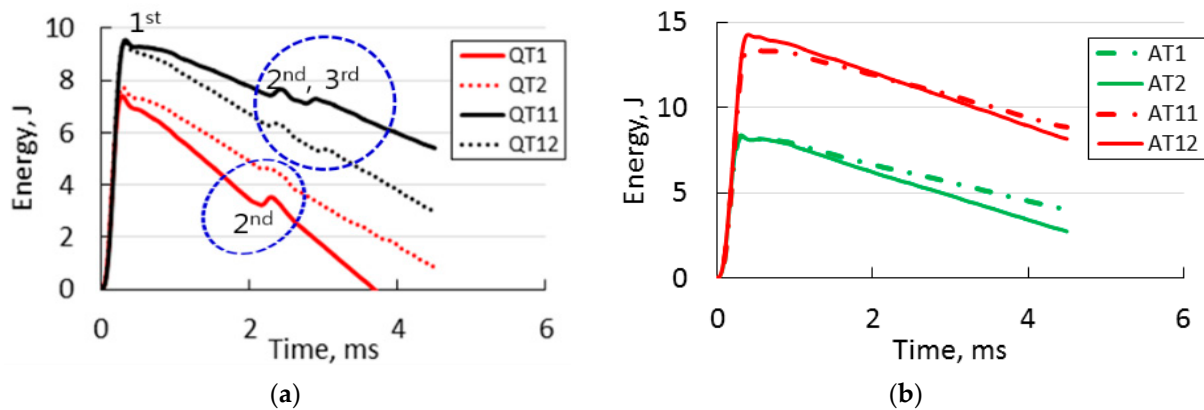 (a)
1st
10
8
6
4
2
0
Energy, J
2nd, 3rd
2nd
QT1
QT2
QT11
QT12
0
2
4
6
Time, ms
(a)
15
10
5
0
Energy, J
AT1
AT2
AT11
AT12
0
2
4
6
Time, ms
(b)